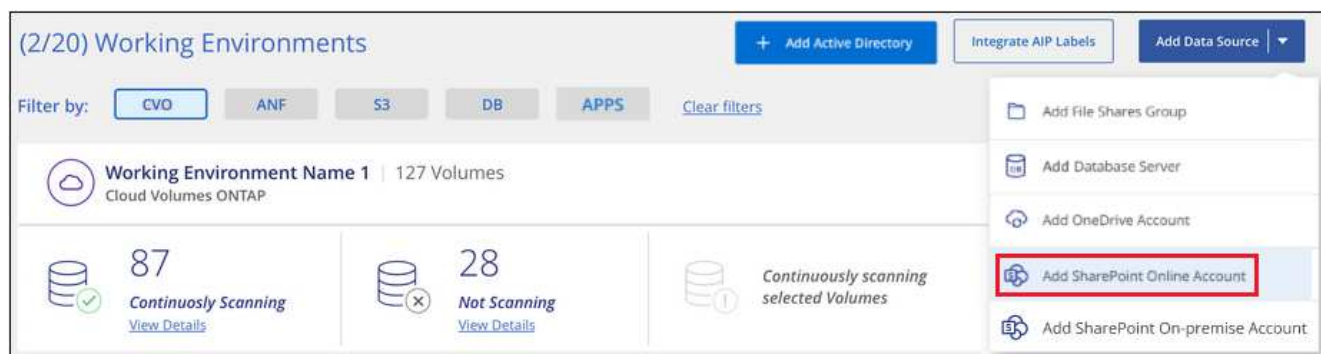 (2/20) Working Environments
+ Add Active Directory
Integrate AIP Labels
Add Data Source
Filter by: CVO ANF S3 DB APPS Clear filters
Add File Shares Group
Working Environment Name 1 | 127 Volumes
Cloud Volumes ONTAP
Add Database Server
Add OneDrive Account
87
Continuosly Scanning
View Details
28
Not Scanning
View Details
Continuously scanning
selected Volumes
Add SharePoint Online Account
Add SharePoint On-premise Account